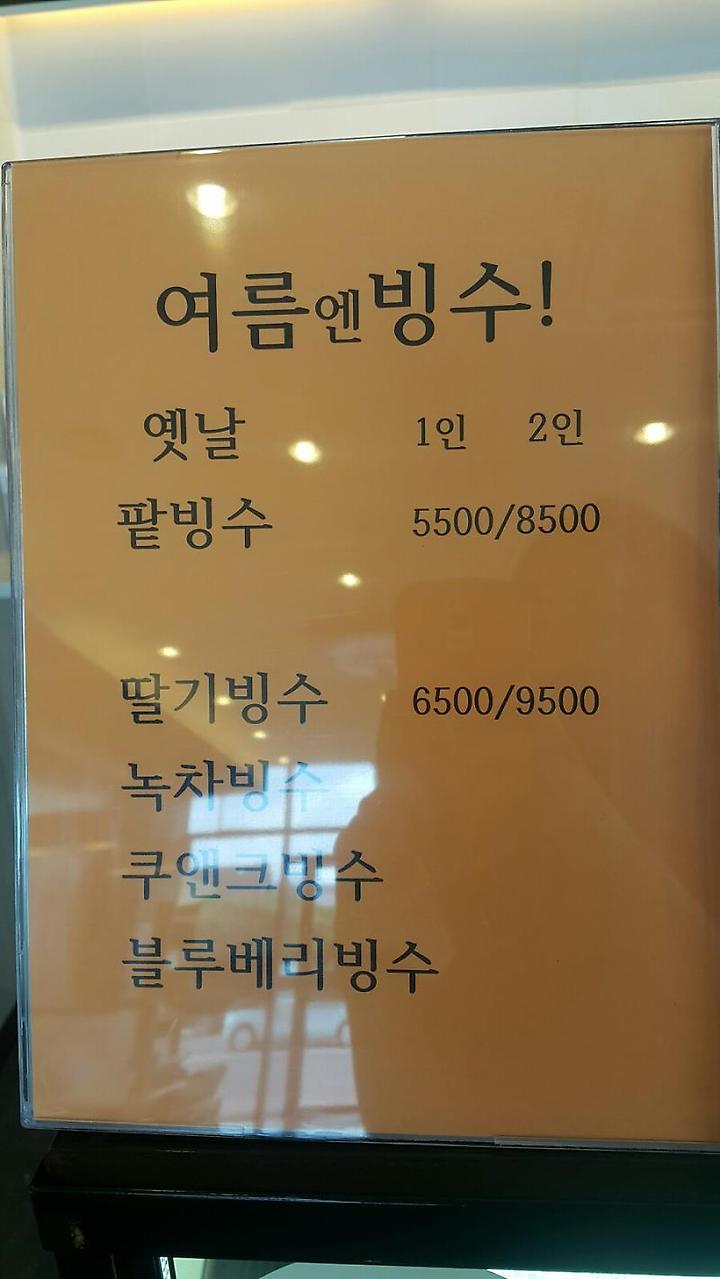 여름엔빙수!
옛날 1인 2인
팥빙수 5500/8500
딸기빙수 6500/9500
녹차빙수
쿠앤크빙수
블루베리빙수